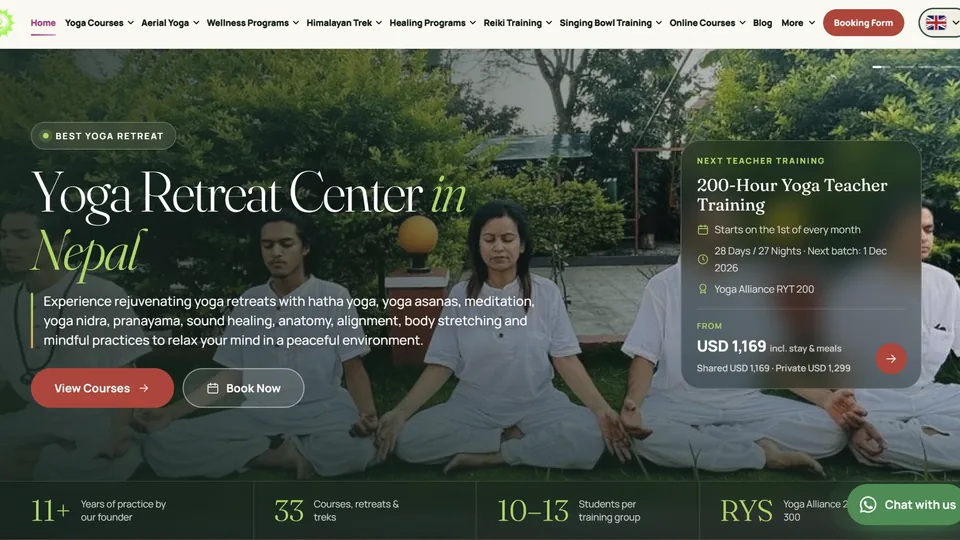 Home Yoga Courses Aerial Yoga Wellness Programs Himalayan Trek Healing Programs Reiki Training Singing Bowl Training Online Courses Blog More Booking Form
BEST YOGA RETREAT
Yoga Retreat Center in
Nepal
Experience rejuvenating yoga retreats with hatha yoga, yoga asanas, meditation,
yoga nidra, pranayama, sound healing, anatomy, alignment, body stretching and
mindful practices to relax your mind in a peaceful environment.
View Courses
Book Now
NEXT TEACHER TRAINING
200-Hour Yoga Teacher
Training
Starts on the 1st of every month
28 Days / 27 Nights · Next batch: 1 Dec
2026
Yoga Alliance RYT 200
FROM
USD 1,169 incl. stay & meals
Shared USD 1,169 · Private USD 1,299
11+ Years of practice by
our founder
33 Courses, retreats &
treks
10–13 Students per
training group
RYS Yoga Alliance
300
Chat with us